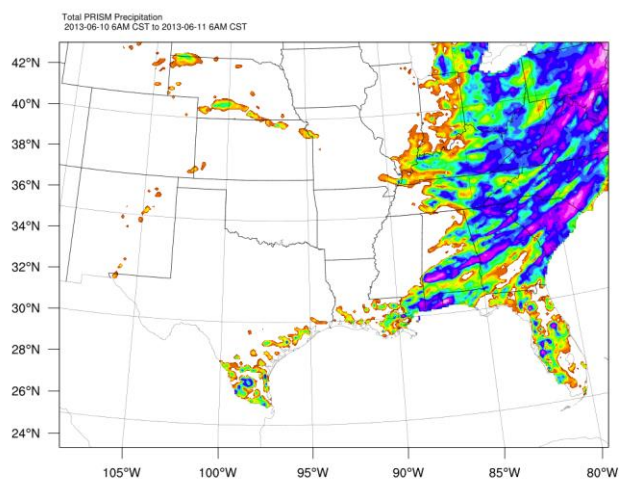 Total PRISM Precipitation
2013-06-10 6AM CST to 2013-06-11 6AM CST
42°N
40°N
38°N
36°N
34°N
32°N
30°N
28°N
26°N
24°N
105°W 100°W 95°W 90°W 85°W 80°W